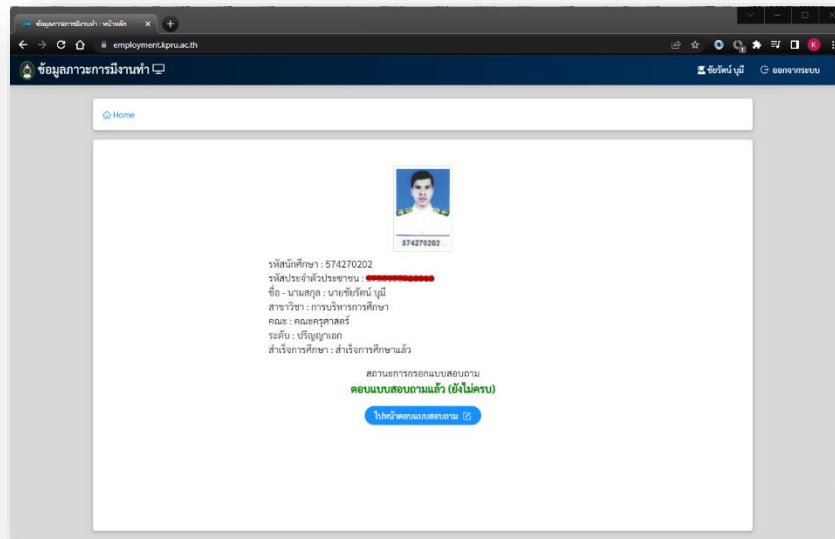 ข้อมูลภาวะการมีงานทำ : หน้าหลัก
employment.kpru.ac.th
ข้อมูลภาวะการมีงานทำ
ชัยรัตน์ บุมี
ออกจากระบบ
Home
574270202
รหัสนักศึกษา : 574270202
รหัสประจำตัวประชาชน :
ชื่อ - นามสกุล : นายชัยรัตน์ บุมี
สาขาวิชา : การบริหารการศึกษา
คณะ : คณะครุศาสตร์
ระดับ : ปริญญาเอก
สำเร็จการศึกษา : สำเร็จการศึกษาแล้ว
สถานะการกรอกแบบสอบถาม
ตอบแบบสอบถามแล้ว (ยังไม่ครบ)
ไปหน้าตอบแบบสอบถาม